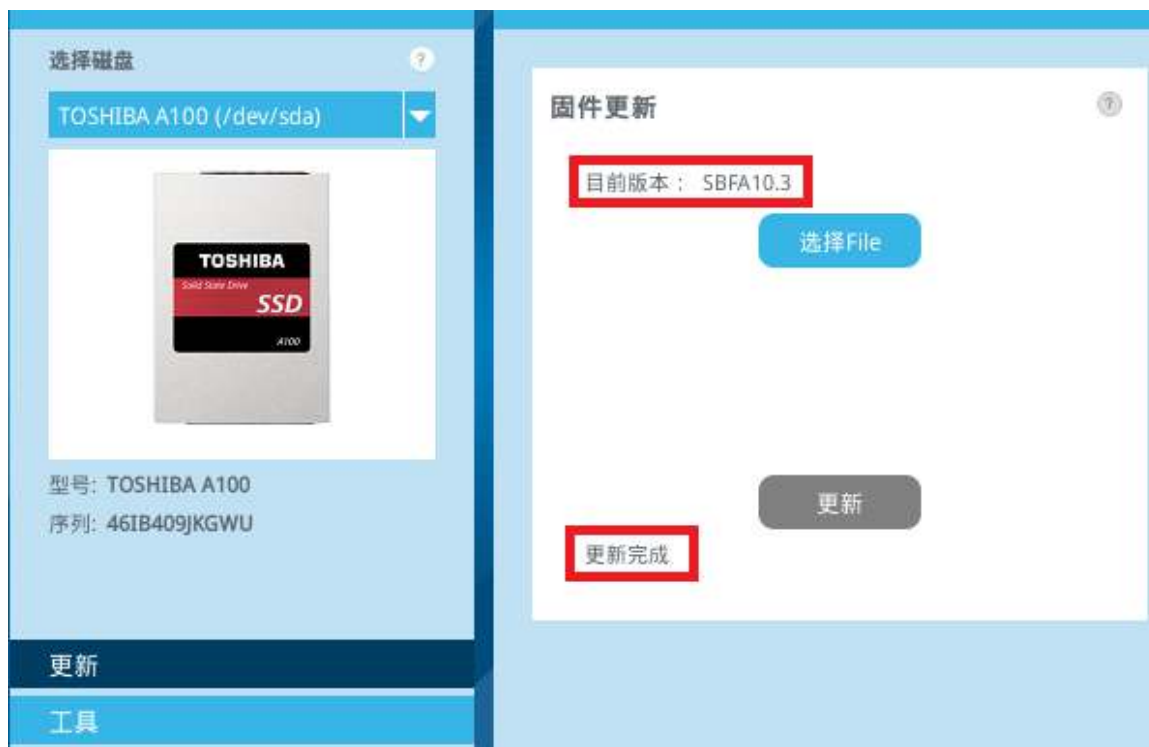 选择磁盘
?
TOSHIBA A100 (/dev/sda)
TOSHIBA
Solid State Drive
SSD
A100
型号: TOSHIBA A100
序列: 46IB409JKGWU
更新
工具
固件更新
?
目前版本： SBFA10.3
选择File
更新
更新完成